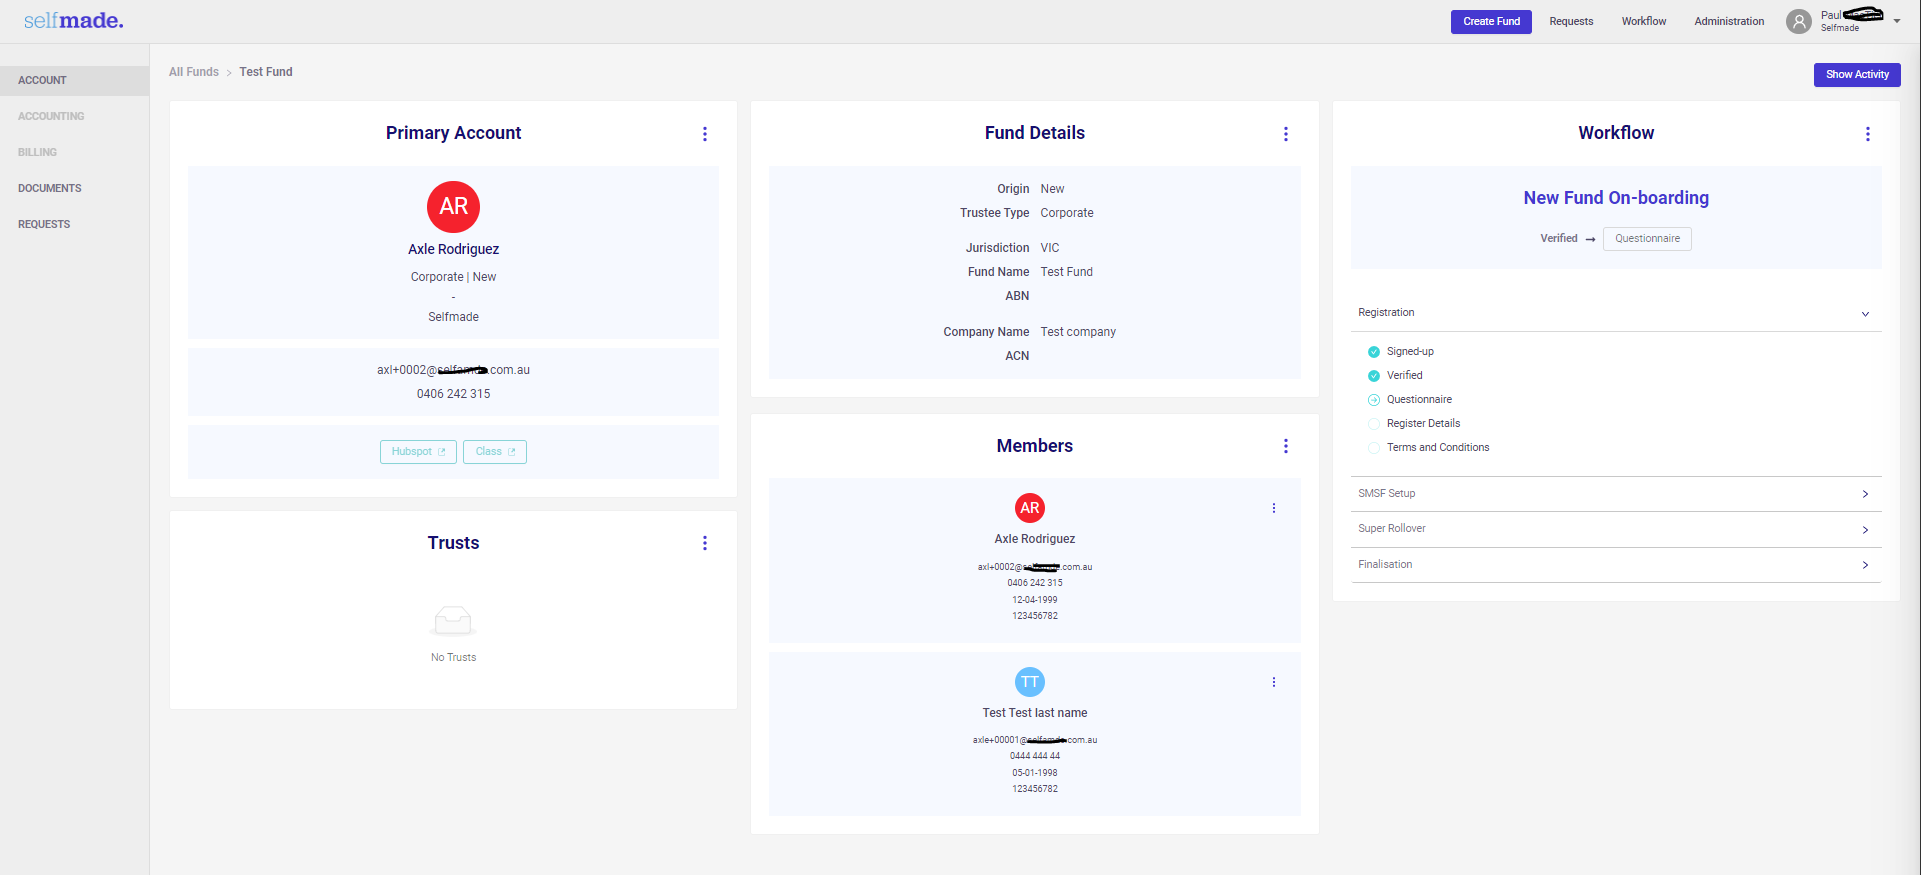 selfmade.
Create Fund
Requests
Workflow
Administration
Paul
Selfmade
ACCOUNT
ACCOUNTING
BILLING
DOCUMENTS
REQUESTS
All Funds > Test Fund
Show Activity
Primary Account
AR
Axle Rodriguez
Corporate | New
-
Selfmade
axl+0002@ .com.au
0406 242 315
Hubspot
Class
Trusts
No Trusts
Fund Details
Origin New
Trustee Type Corporate
Jurisdiction VIC
Fund Name Test Fund
ABN
Company Name Test company
ACN
Members
AR
Axle Rodriguez
axl+0002@ .com.au
0406 242 315
12-04-1999
123456782
TT
Test Test last name
axle+00001@ .com.au
0444 444 44
05-01-1998
123456782
Workflow
New Fund On-boarding
Verified → Questionnaire
Registration
Signed-up
Verified
Questionnaire
Register Details
Terms and Conditions
SMSF Setup
Super Rollover
Finalisation